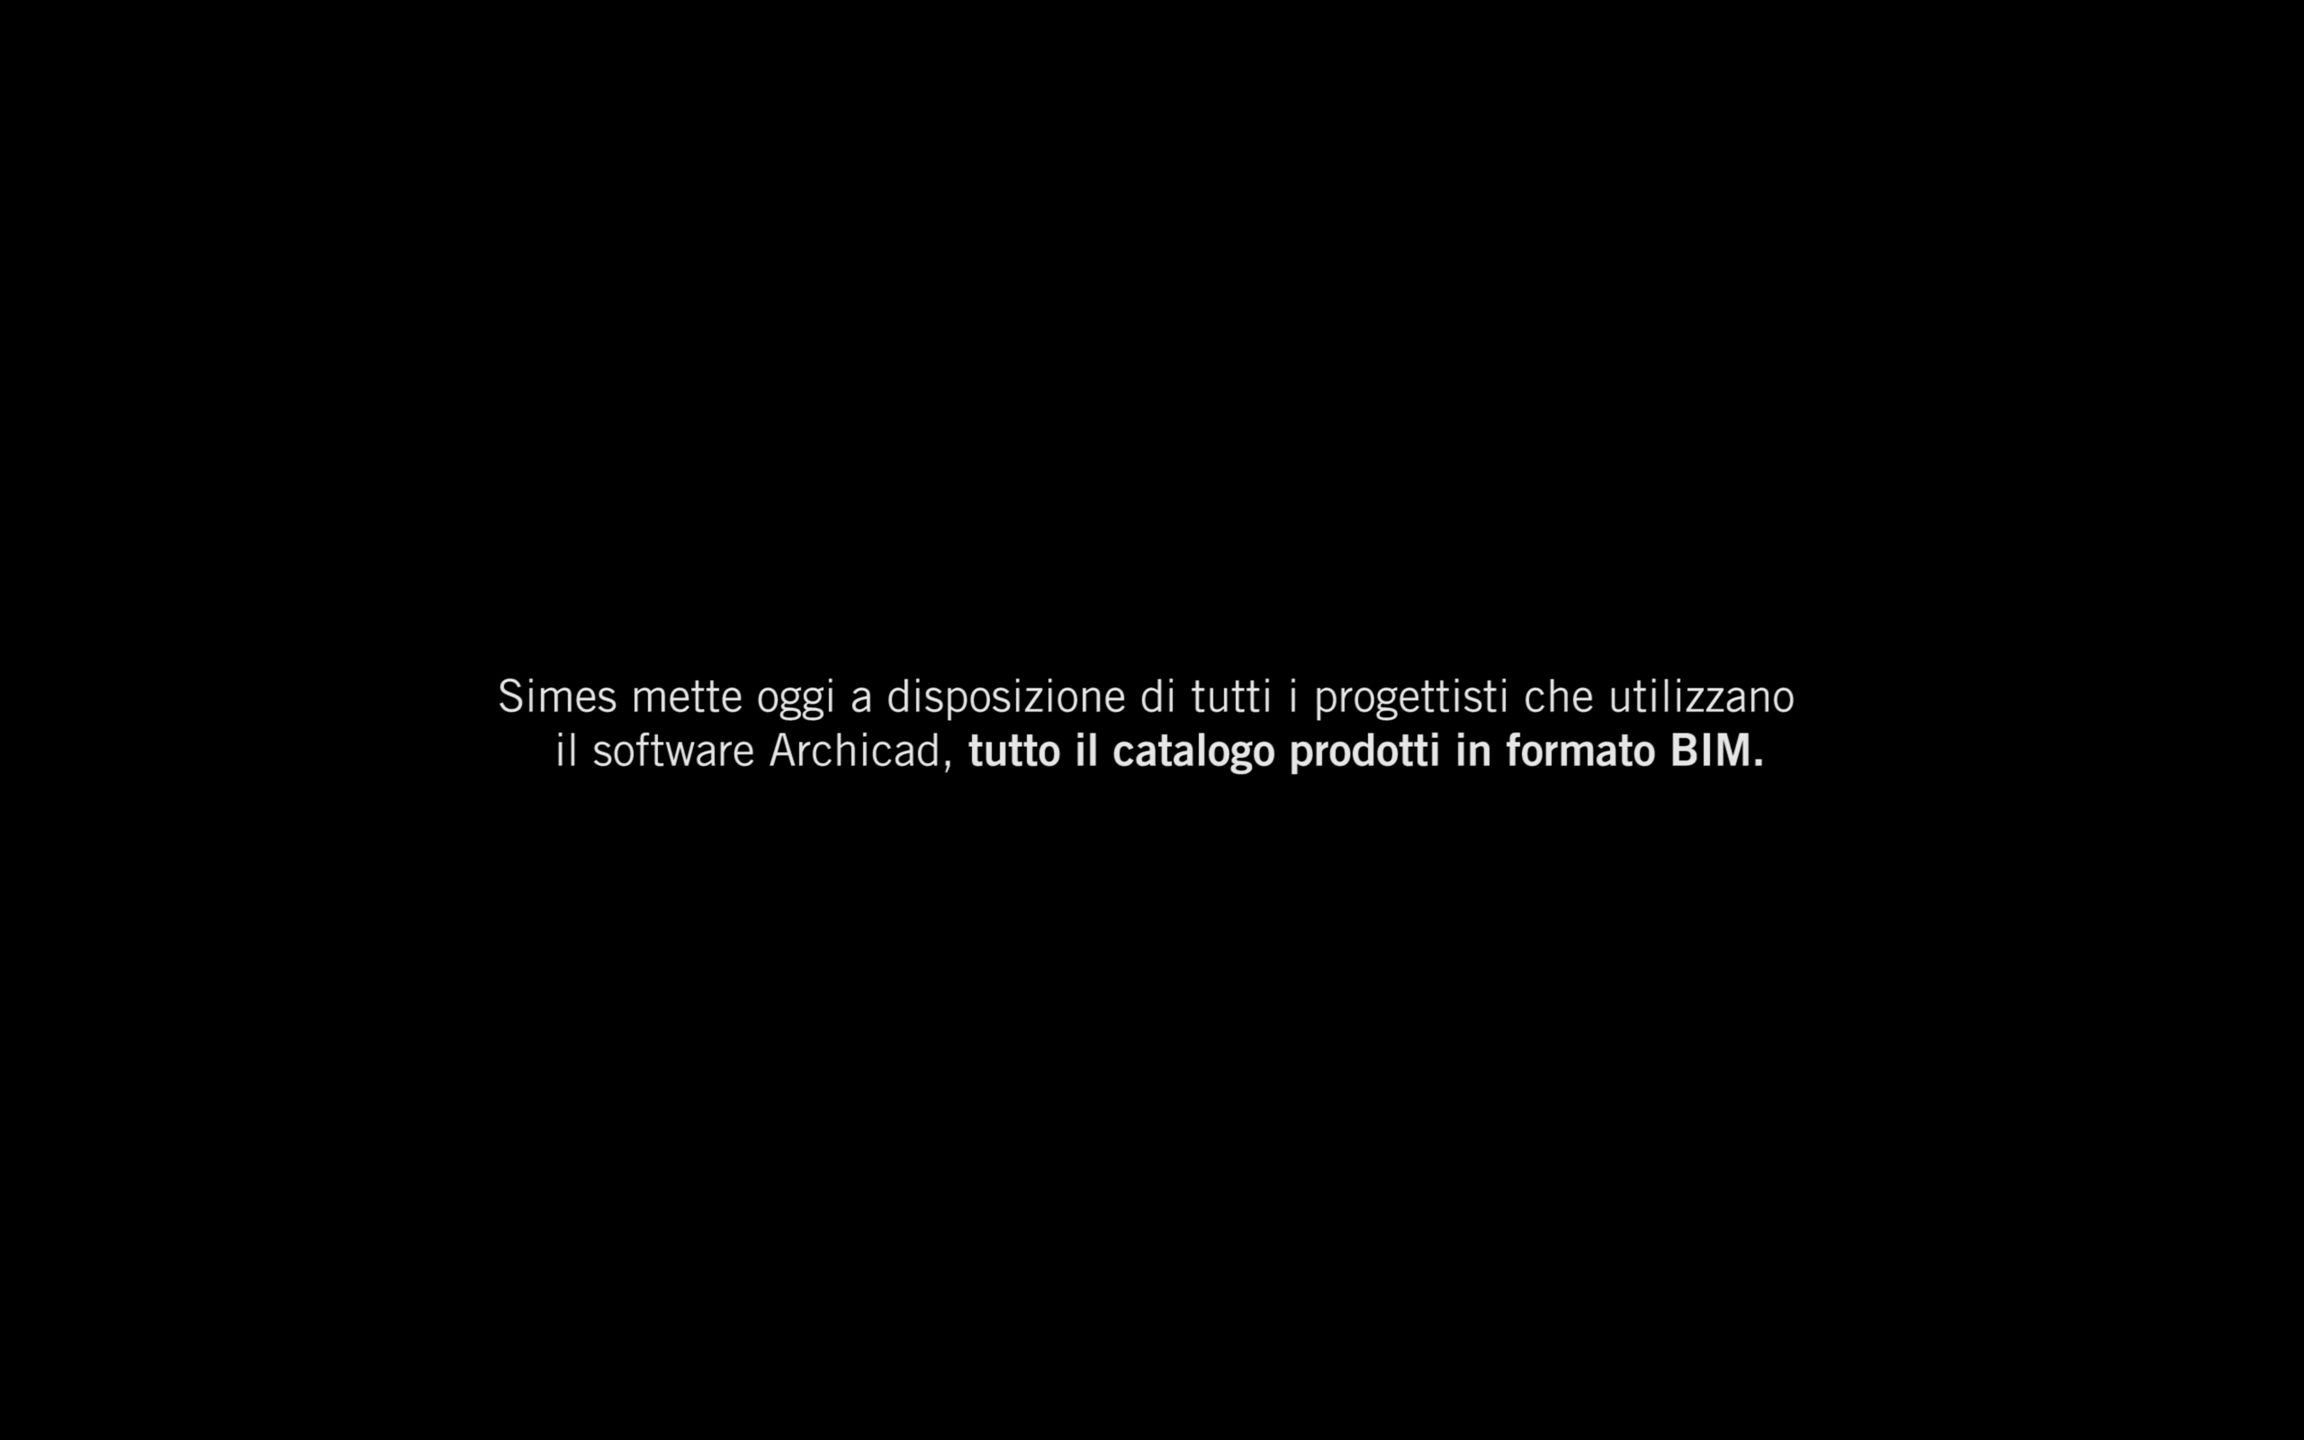 Simes mette oggi a disposizione di tutti i progettisti che utilizzano
il software Archicad, tutto il catalogo prodotti in formato BIM.